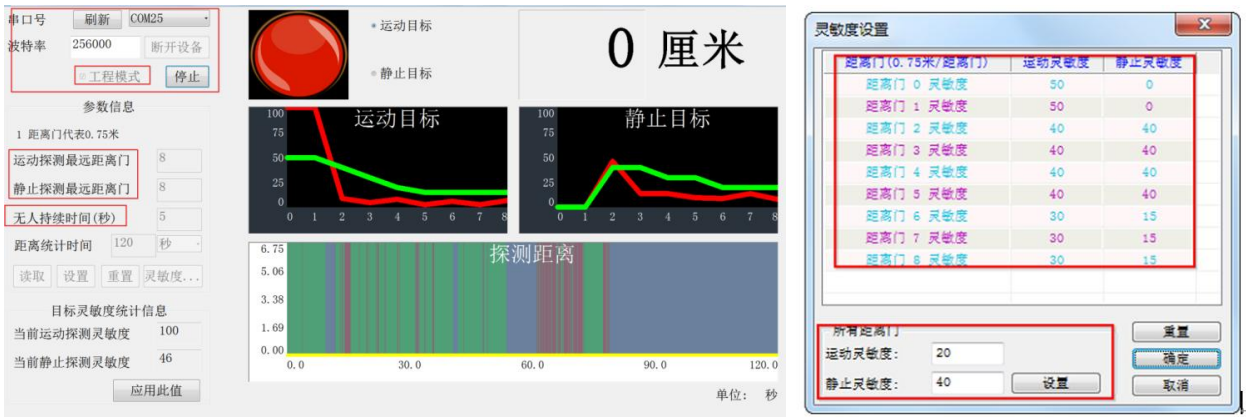 串口号 刷新 COM25
波特率 256000 断开设备
工程模式 停止
参数信息
1 距离门代表0.75米
运动探测最远距离门 8
静止探测最远距离门 8
无人持续时间(秒) 5
距离统计时间 120 秒
读取 设置 重置 灵敏度...
目标灵敏度统计信息
当前运动探测灵敏度 100
当前静止探测灵敏度 46
应用此值
运动目标
静止目标
0 厘米
运动目标
100
75
50
25
0
0 1 2 3 4 5 6 7 8
静止目标
100
75
50
25
0
0 1 2 3 4 5 6 7 8
探测距离
6.75
5.06
3.38
1.69
0.00
0.0 30.0 60.0 90.0 120.0
单位: 秒
灵敏度设置
距离门(0.75米/距离门) 运动灵敏度 静止灵敏度
距离门 0 灵敏度 50 0
距离门 1 灵敏度 50 0
距离门 2 灵敏度 40 40
距离门 3 灵敏度 40 40
距离门 4 灵敏度 40 40
距离门 5 灵敏度 40 40
距离门 6 灵敏度 30 15
距离门 7 灵敏度 30 15
距离门 8 灵敏度 30 15
所有距离门
运动灵敏度: 20
静止灵敏度: 40 设置
重置
确定
取消